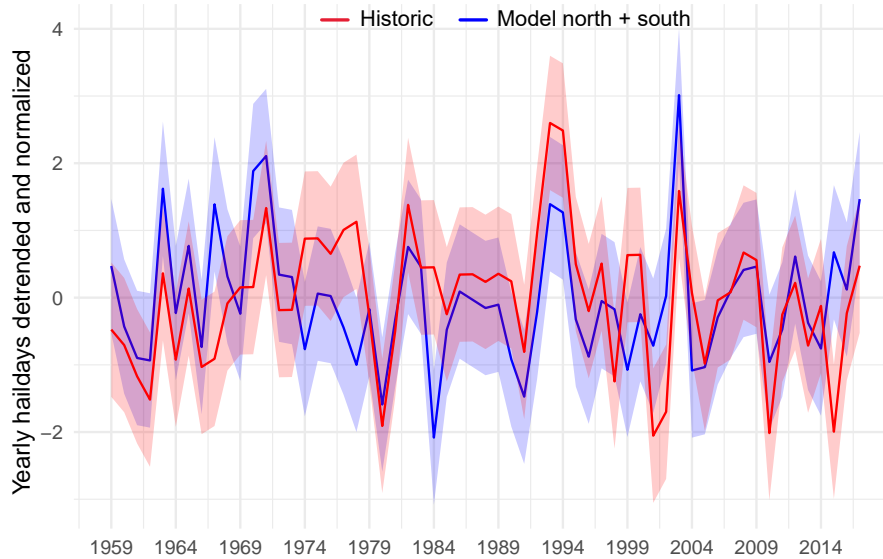 Historic Model north + south
Yearly haildays detrended and normalized
4
2
0
−2
1959 1964 1969 1974 1979 1984 1989 1994 1999 2004 2009 2014